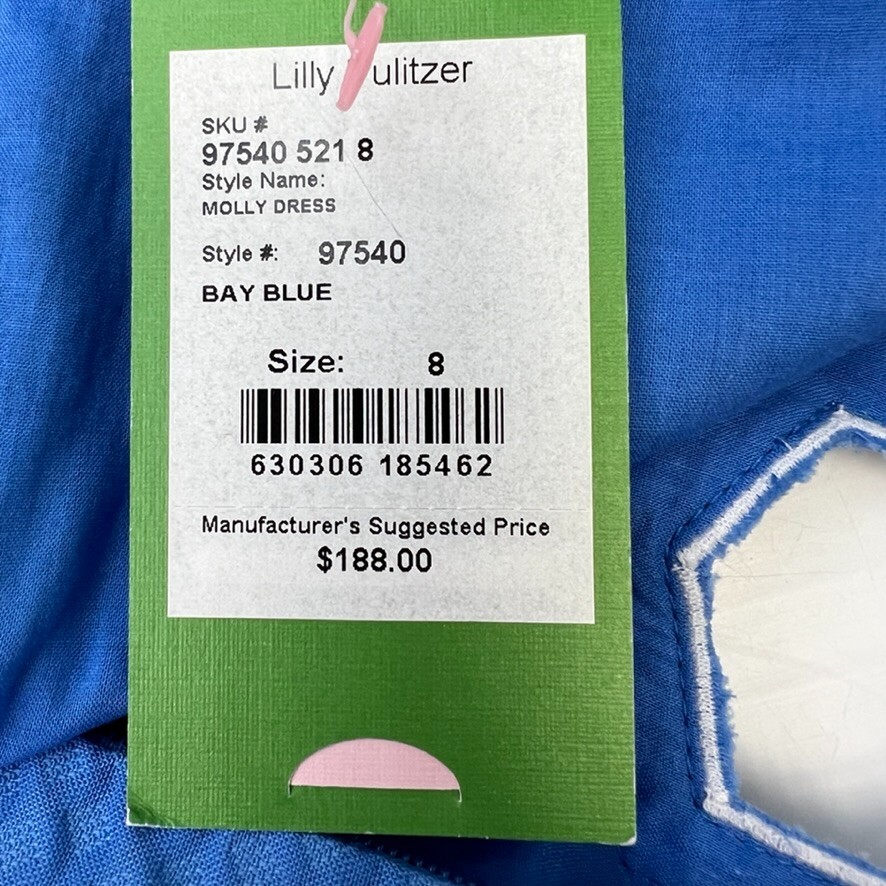 Lilly ulitzer
SKU #
97540 521 8
Style Name:
MOLLY DRESS
Style #: 97540
BAY BLUE
Size: 8
630306 185462
Manufacturer's Suggested Price
$188.00